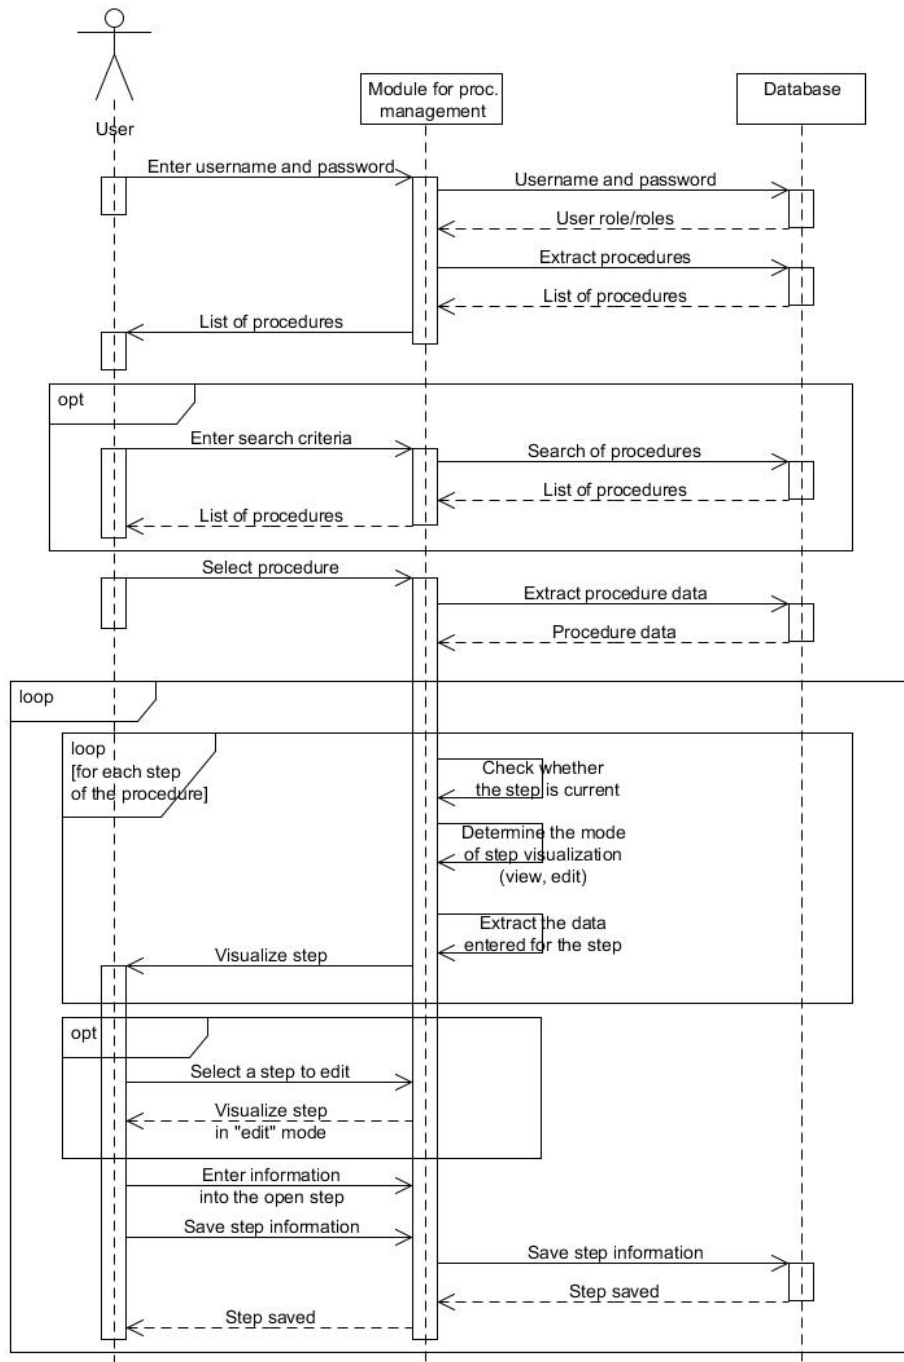 User
Module for proc.
management
Database
Enter username and password
Username and password
User role/roles
Extract procedures
List of procedures
List of procedures
opt
Enter search criteria
Search of procedures
List of procedures
List of procedures
Select procedure
Extract procedure data
Procedure data
loop
loop
[for each step
of the procedure]
Check whether
the step is current
Determine the mode
of step visualization
(view, edit)
Extract the data
entered for the step
Visualize step
opt
Select a step to edit
Visualize step
in "edit" mode
Enter information
into the open step
Save step information
Save step information
Step saved
Step saved